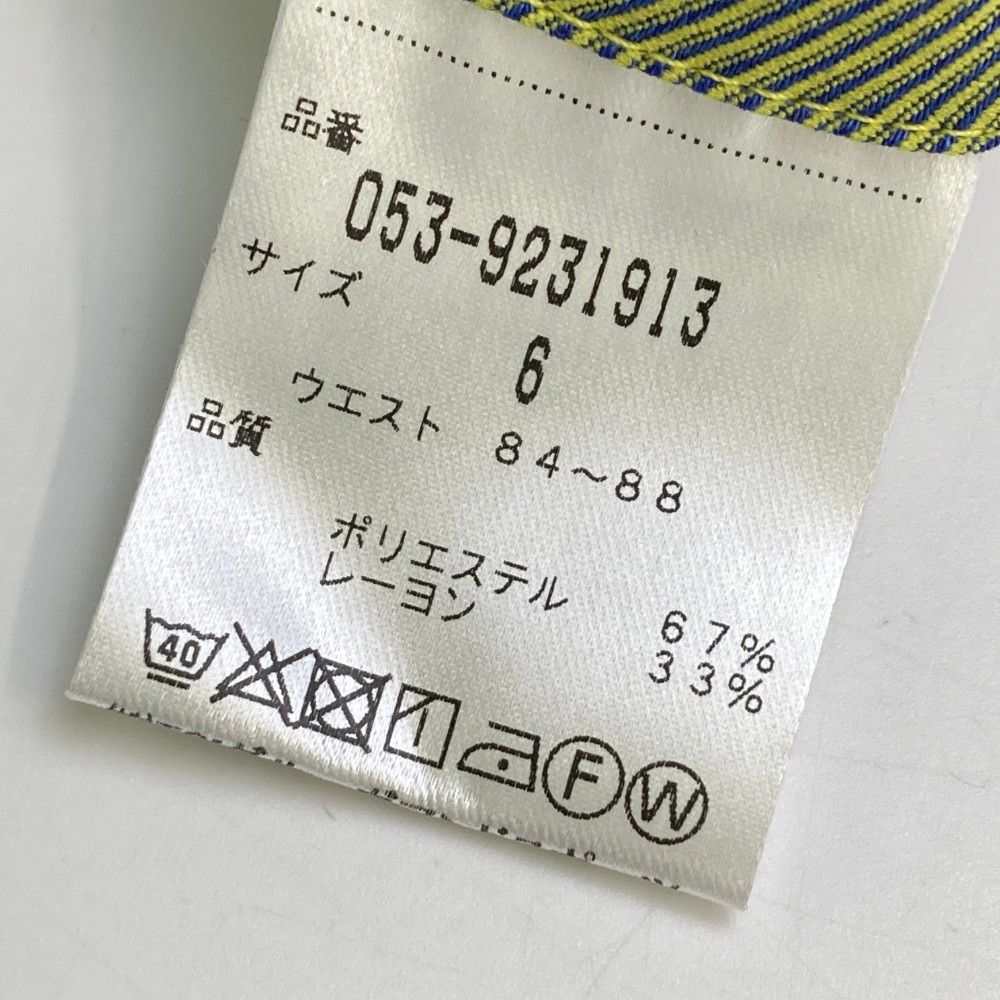 品番
053-9231913
サイズ
6
ウエスト ８４～８８
品質
ポリエステル ６７％
レーヨン ３３％
40
F W